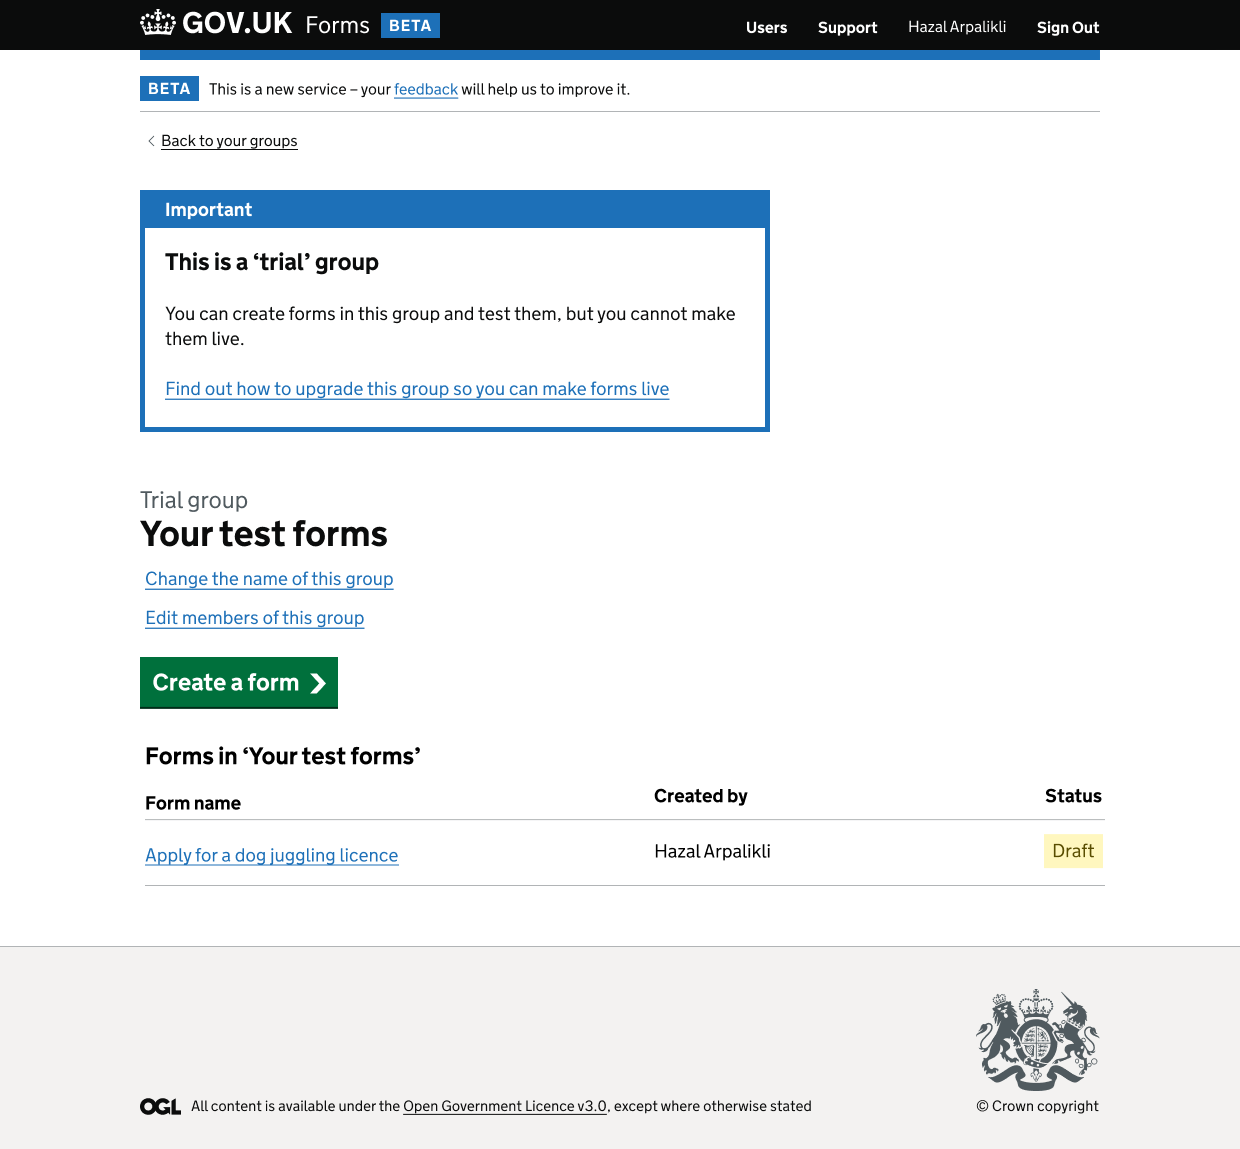 GOV.UK Forms BETA Users Support Hazal Arpalikli Sign Out
BETA This is a new service – your feedback will help us to improve it.
Back to your groups
Important
This is a ‘trial’ group
You can create forms in this group and test them, but you cannot make
them live.
Find out how to upgrade this group so you can make forms live
Trial group
Your test forms
Change the name of this group
Edit members of this group
Create a form
Forms in ‘Your test forms’
Form name Created by Status
Apply for a dog juggling licence Hazal Arpalikli Draft
OGL All content is available under the Open Government Licence v3.0, except where otherwise stated © Crown copyright